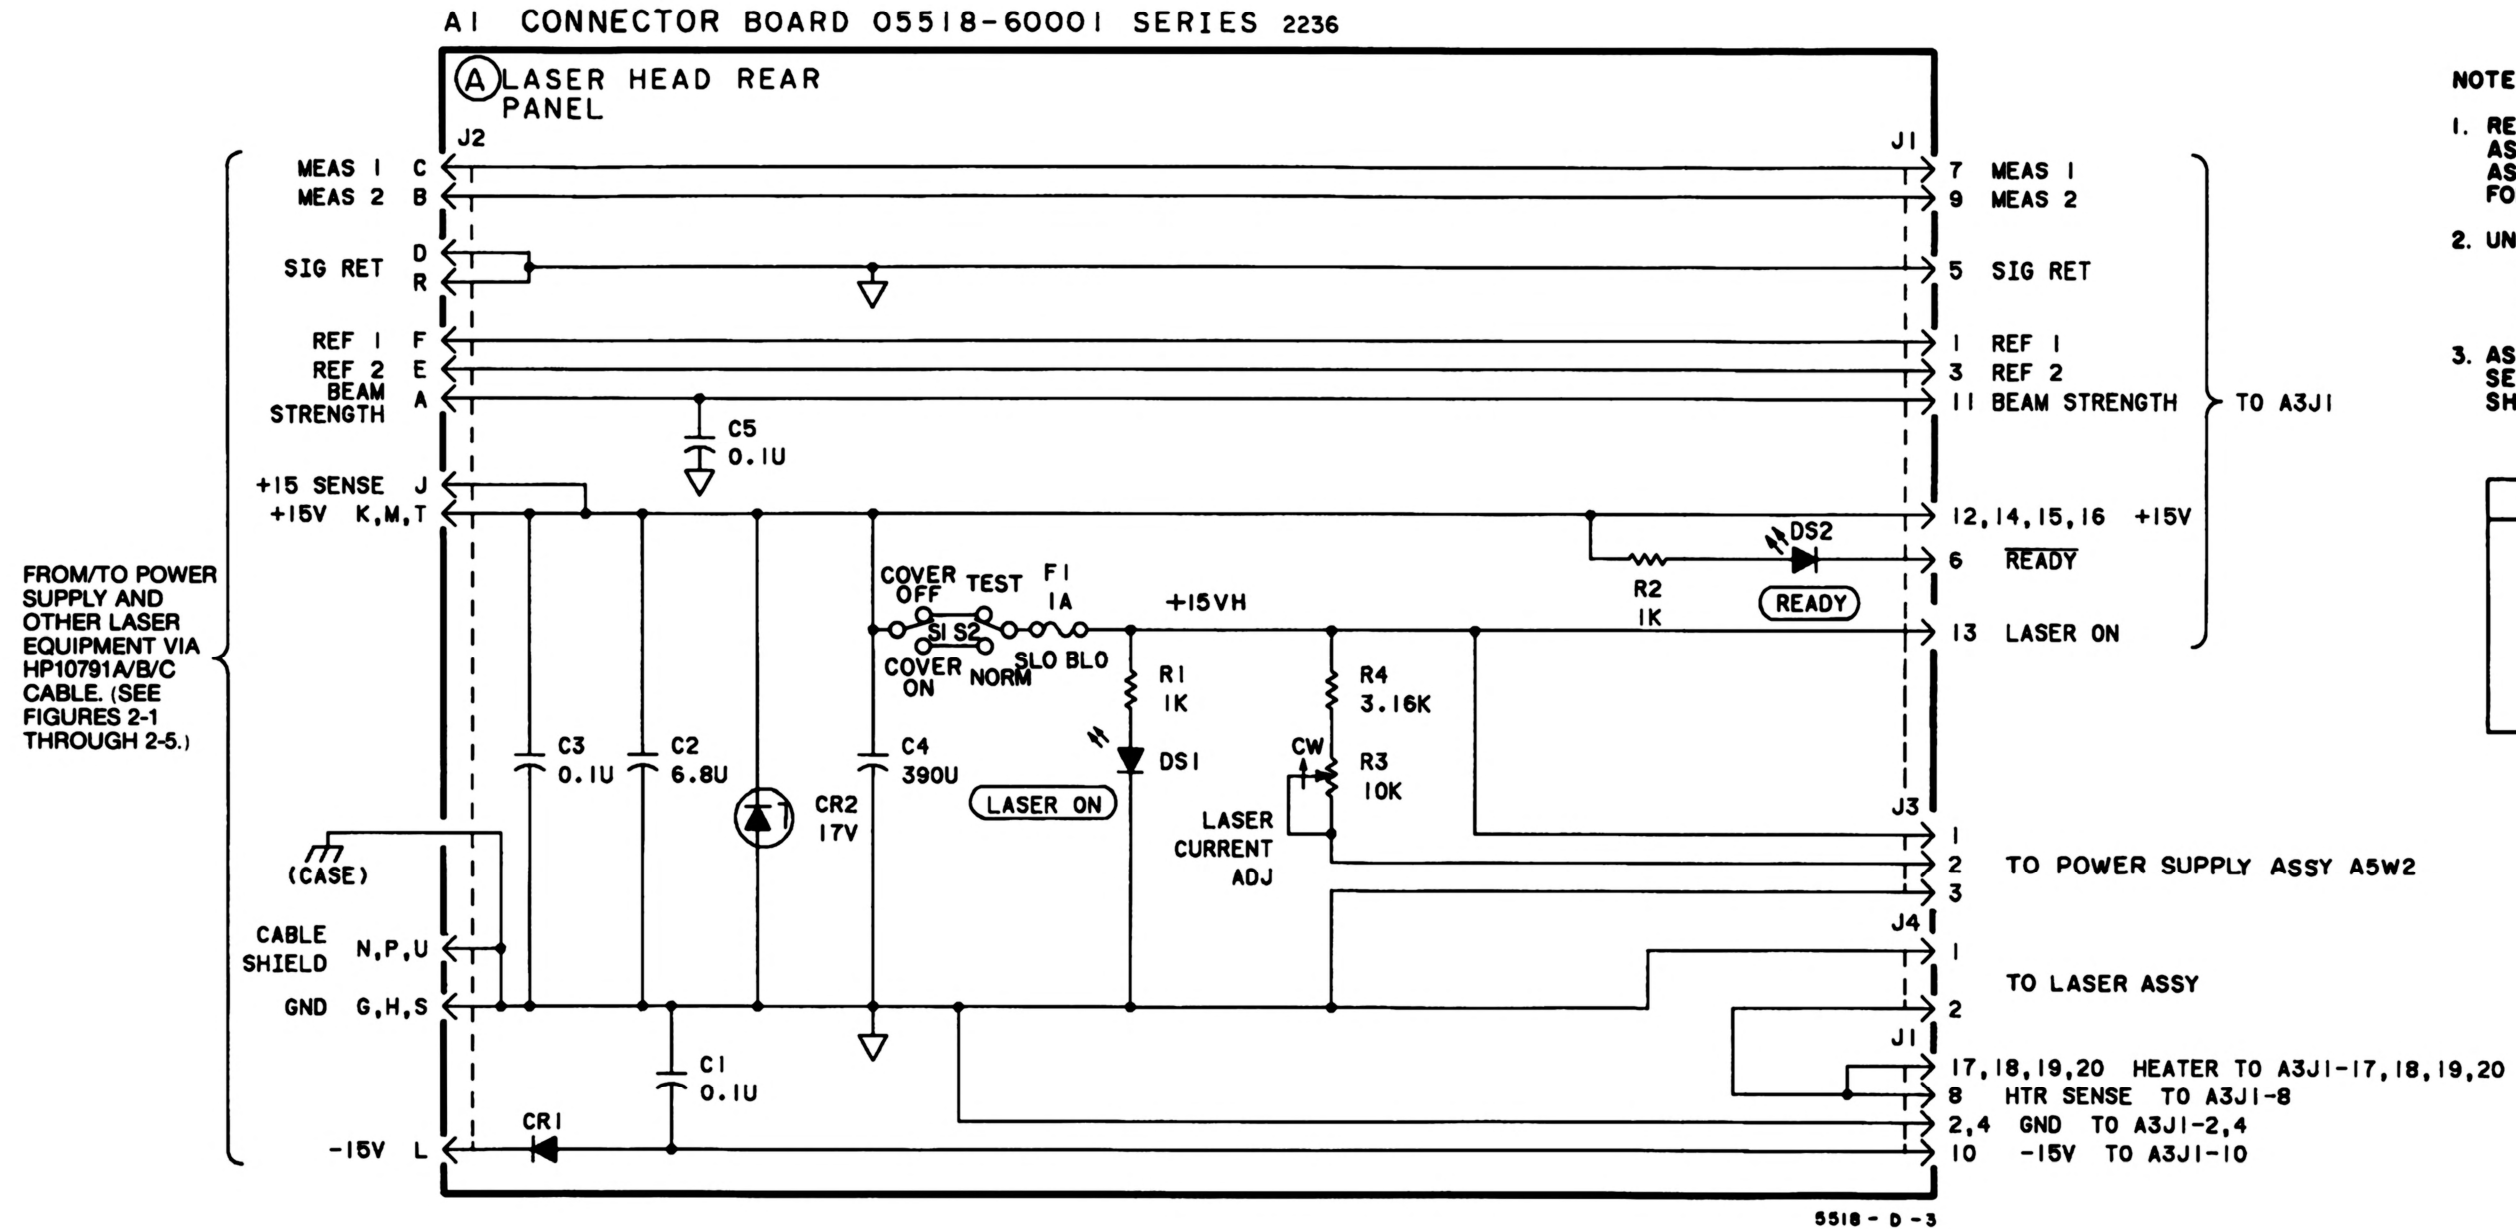 A1 CONNECTOR BOARD 05518-60001 SERIES 2236
A LASER HEAD REAR
PANEL
J2
J1
MEAS 1 C
7 MEAS 1
MEAS 2 B
9 MEAS 2
D
SIG RET
R
5 SIG RET
REF 1 F
1 REF 1
REF 2 E
3 REF 2
BEAM
STRENGTH A
11 BEAM STRENGTH
TO A3J1
C5
0.1U
+15 SENSE J
+15V K,M,T
12,14,15,16 +15V
DS2
6 READY
R2
1K
READY
FROM/TO POWER
SUPPLY AND
OTHER LASER
EQUIPMENT VIA
HP10791A/B/C
CABLE. (SEE
FIGURES 2-1
THROUGH 2-5.)
COVER
OFF
TEST
F1
1A
+15VH
S1 S2
13 LASER ON
COVER
ON
NORM
SLO BLO
R1
1K
R4
3.16K
C3
0.1U
C2
6.8U
CR2
17V
C4
390U
DS1
LASER ON
CW
R3
10K
LASER
CURRENT
ADJ
J3
1
2 TO POWER SUPPLY ASSY A5W2
3
(CASE)
CABLE
SHIELD N,P,U
J4
1
TO LASER ASSY
2
GND G,H,S
J1
C1
0.1U
17,18,19,20 HEATER TO A3J1-17,18,19,20
8 HTR SENSE TO A3J1-8
2,4 GND TO A3J1-2,4
10 -15V TO A3J1-10
CR1
-15V L
5518-D-3
NOTE
1. RE
AS
AS
FO
2. UN
3. AS
SE
SH